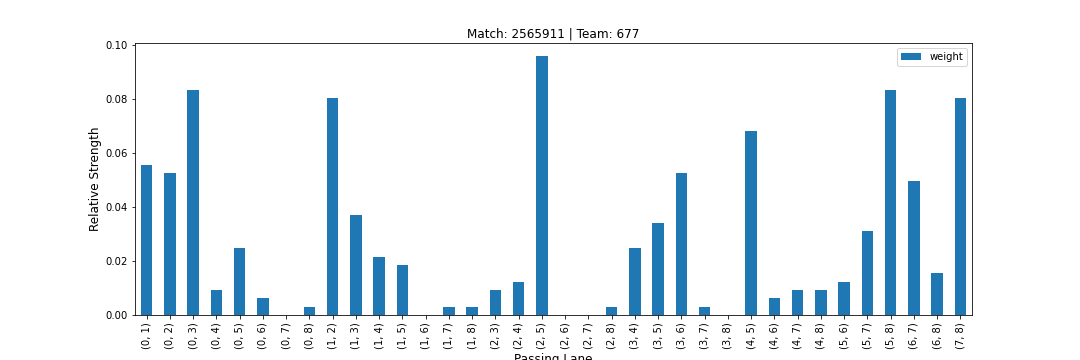 Match: 2565911 | Team: 677
weight
Relative Strength
0.10
0.08
0.06
0.04
0.02
0.00
(0, 1) (0, 2) (0, 3) (0, 4) (0, 5) (0, 6) (0, 7) (0, 8) (1, 2) (1, 3) (1, 4) (1, 5) (1, 6) (1, 7) (1, 8) (2, 3) (2, 4) (2, 5) (2, 6) (2, 7) (2, 8) (3, 4) (3, 5) (3, 6) (3, 7) (3, 8) (4, 5) (4, 6) (4, 7) (4, 8) (5, 6) (5, 7) (5, 8) (6, 7) (6, 8) (7, 8)
Passing Lane